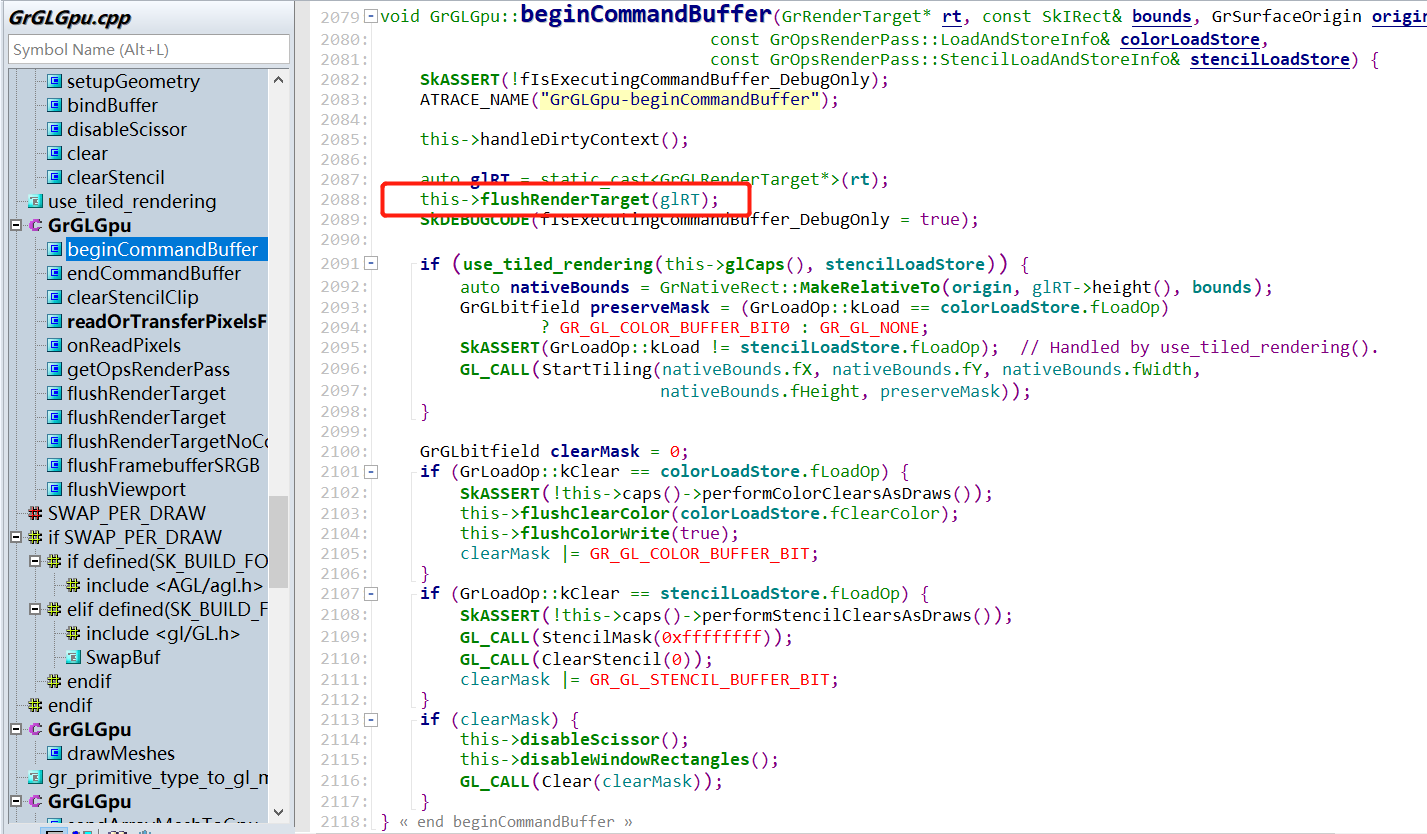 GrGLGpu.cpp
Symbol Name (Alt+L)
setupGeometry
bindBuffer
disableScissor
clear
clearStencil
use_tiled_rendering
GrGLGpu
beginCommandBuffer
endCommandBuffer
clearStencilClip
readOrTransferPixelsF
onReadPixels
getOpsRenderPass
flushRenderTarget
flushRenderTarget
flushRenderTargetNoCo
flushFramebufferSRGB
flushViewport
SWAP_PER_DRAW
if SWAP_PER_DRAW
if defined(SK_BUILD_FO
include <AGL/agl.h>
elif defined(SK_BUILD_F
include <gl/GL.h>
SwapBuf
endif
endif
GrGLGpu
drawMeshes
gr_primitive_type_to_gl_m
GrGLGpu
2079 void GrGLGpu::beginCommandBuffer(GrRenderTarget* rt, const SkIRect& bounds, GrSurfaceOrigin origin
2080: const GrOpsRenderPass::LoadAndStoreInfo& colorLoadStore,
2081: const GrOpsRenderPass::StencilLoadAndStoreInfo& stencilLoadStore) {
2082: SkASSERT(!fIsExecutingCommandBuffer_DebugOnly);
2083: ATRACE_NAME("GrGLGpu-beginCommandBuffer");
2084:
2085: this->handleDirtyContext();
2086:
2087: auto glRT = static_cast<GrGLRenderTarget*>(rt);
2088: this->flushRenderTarget(glRT);
2089: SkDEBUGCODE(fIsExecutingCommandBuffer_DebugOnly = true);
2090:
2091 if (use_tiled_rendering(this->glCaps(), stencilLoadStore)) {
2092: auto nativeBounds = GrNativeRect::MakeRelativeTo(origin, glRT->height(), bounds);
2093: GrGLbitfield preserveMask = (GrLoadOp::kLoad == colorLoadStore.fLoadOp)
2094: ? GR_GL_COLOR_BUFFER_BIT0 : GR_GL_NONE;
2095: SkASSERT(GrLoadOp::kLoad != stencilLoadStore.fLoadOp); // Handled by use_tiled_rendering().
2096: GL_CALL(StartTiling(nativeBounds.fX, nativeBounds.fY, nativeBounds.fWidth,
2097: nativeBounds.fHeight, preserveMask));
2098: }
2099:
2100: GrGLbitfield clearMask = 0;
2101 if (GrLoadOp::kClear == colorLoadStore.fLoadOp) {
2102: SkASSERT(!this->caps()->performColorClearsAsDraws());
2103: this->flushClearColor(colorLoadStore.fClearColor);
2104: this->flushColorWrite(true);
2105: clearMask |= GR_GL_COLOR_BUFFER_BIT;
2106: }
2107 if (GrLoadOp::kClear == stencilLoadStore.fLoadOp) {
2108: SkASSERT(!this->caps()->performStencilClearsAsDraws());
2109: GL_CALL(StencilMask(0xffffffff));
2110: GL_CALL(ClearStencil(0));
2111: clearMask |= GR_GL_STENCIL_BUFFER_BIT;
2112: }
2113 if (clearMask) {
2114: this->disableScissor();
2115: this->disableWindowRectangles();
2116: GL_CALL(Clear(clearMask));
2117: }
2118: } « end beginCommandBuffer »